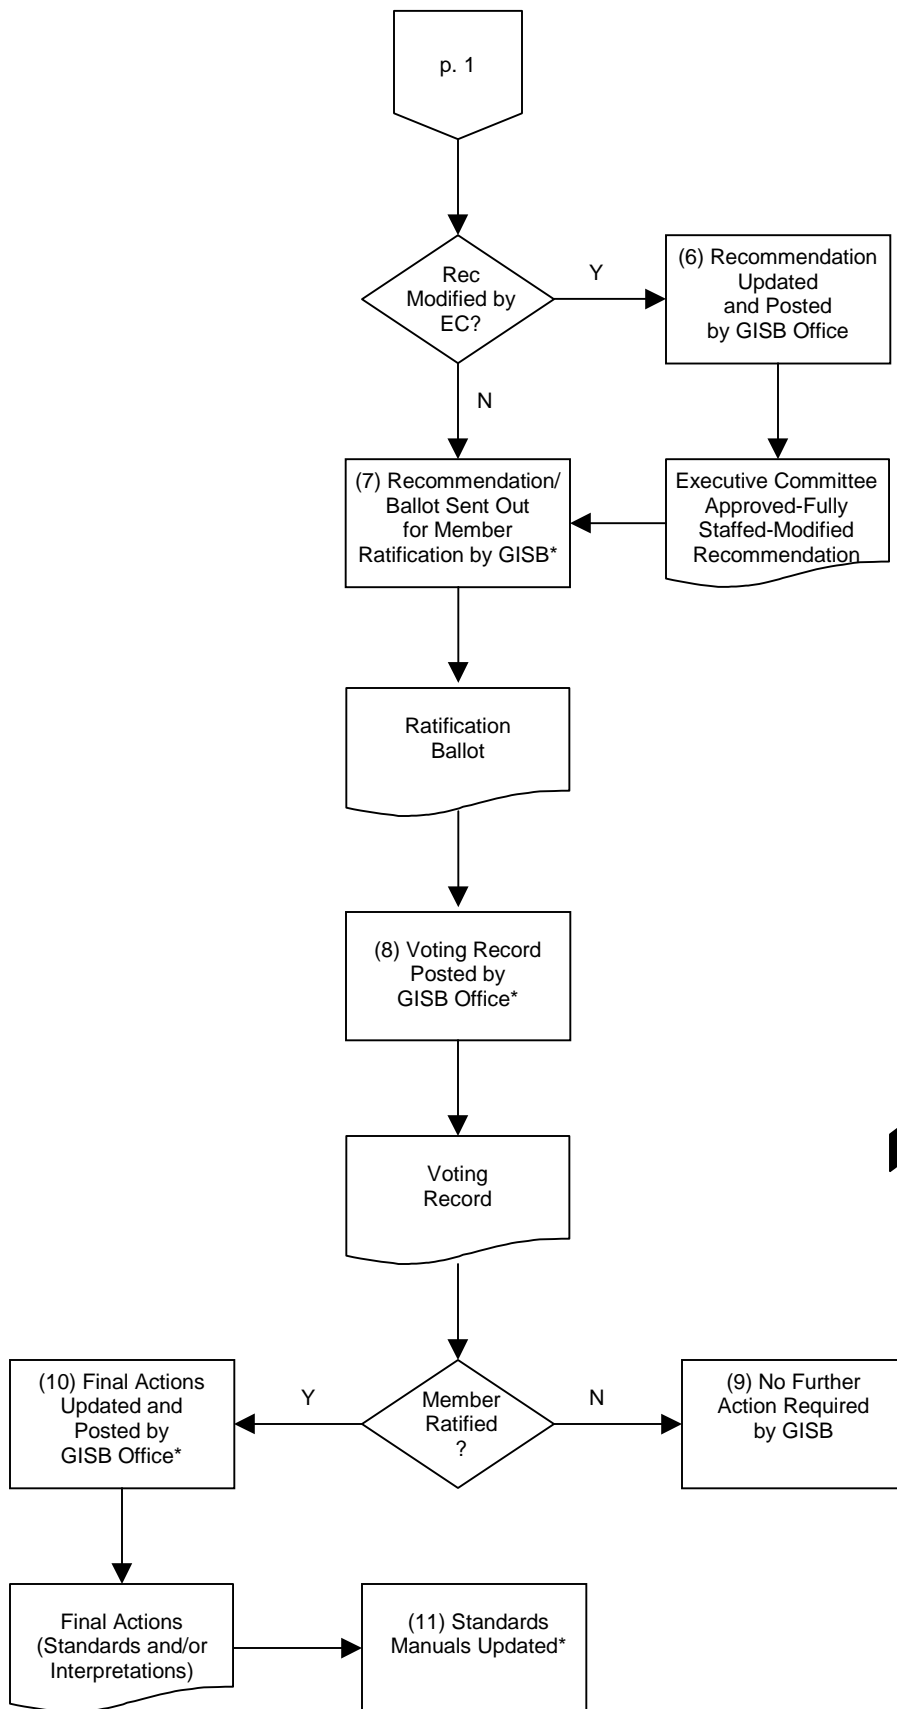 p. 1
Rec
Modified by
EC?
Y
(6) Recommendation
Updated
and Posted
by GISB Office
N
(7) Recommendation/
Ballot Sent Out
for Member
Ratification by GISB*
Executive Committee
Approved-Fully
Staffed-Modified
Recommendation
Ratification
Ballot
(8) Voting Record
Posted by
GISB Office*
Voting
Record
(10) Final Actions
Updated and
Posted by
GISB Office*
Y
Member
Ratified
?
N
(9) No Further
Action Required
by GISB
Final Actions
(Standards and/or
Interpretations)
(11) Standards
Manuals Updated*